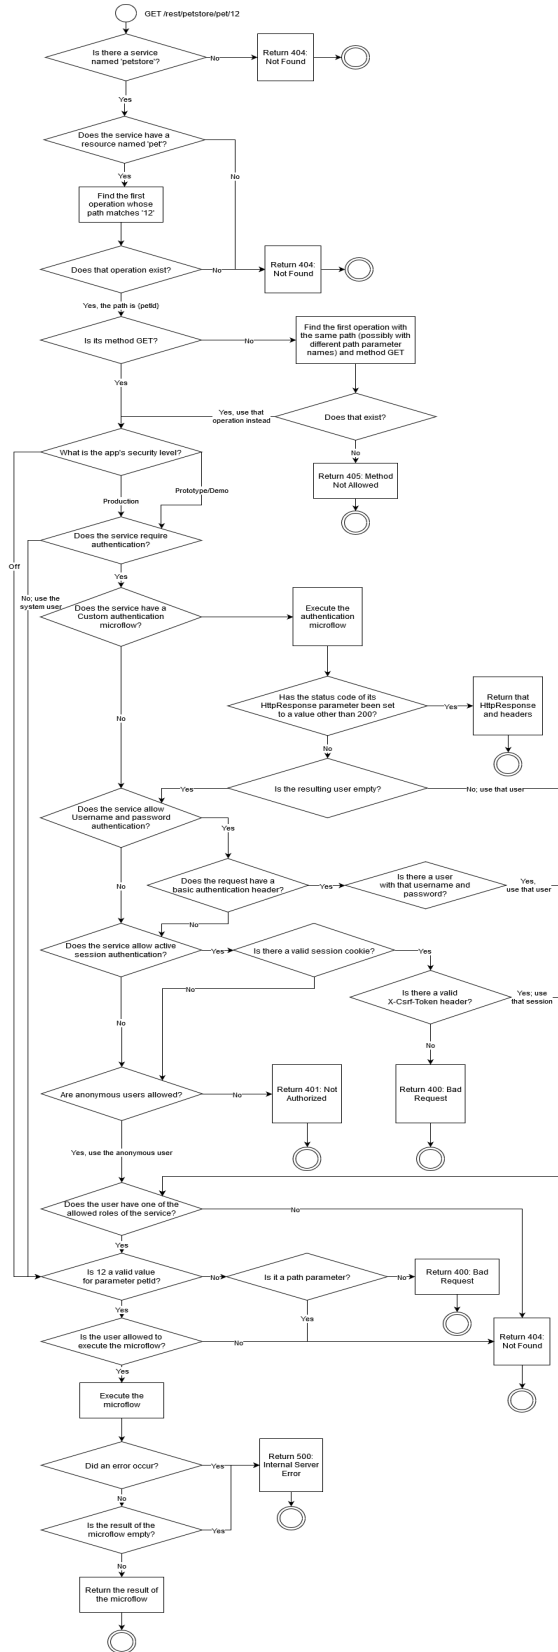 GET /rest/petstore/pet/12
Is there a service
named 'petstore'?
No
Return 404:
Not Found
Yes
Does the service have a
resource named 'pet'?
Yes
No
Find the first
operation whose
path matches '12'
Does that operation exist?
No
Return 404:
Not Found
Yes, the path is {petId}
Is its method GET?
No
Find the first operation with
the same path (possibly with
different path parameter
names) and method GET
Yes
Yes, use that
operation instead
Does that exist?
No
What is the app's security level?
Return 405: Method
Not Allowed
Prototype/Demo
Production
Does the service require
authentication?
Off
Yes
No; use the
system user
Does the service have a
Custom authentication
microflow?
Execute the
authentication
microflow
Has the status code of its
HttpResponse parameter been set
to a value other than 200?
Yes
Return that
HttpResponse
and headers
No
No
Is the resulting user empty?
Yes
No; use that user
Does the service allow
Username and password
authentication?
Yes
Does the request have a
basic authentication header?
Yes
Is there a user
with that username and
password?
Yes,
use that user
No
No
Does the service allow active
session authentication?
Yes
Is there a valid session cookie?
Yes
Is there a valid
X-Csrf-Token header?
Yes; use
that session
No
No
No
Are anonymous users allowed?
No
Return 401: Not
Authorized
Return 400: Bad
Request
Yes, use the anonymous user
Does the user have one of the
allowed roles of the service?
No
Yes
Is 12 a valid value
for parameter petId?
No
Is it a path parameter?
No
Return 400: Bad
Request
Yes
Yes
Is the user allowed to
execute the microflow?
No
Return 404:
Not Found
Yes
Execute the
microflow
Did an error occur?
Yes
Return 500:
Internal Server
Error
No
Is the result of the
microflow empty?
Yes
No
Return the result of
the microflow